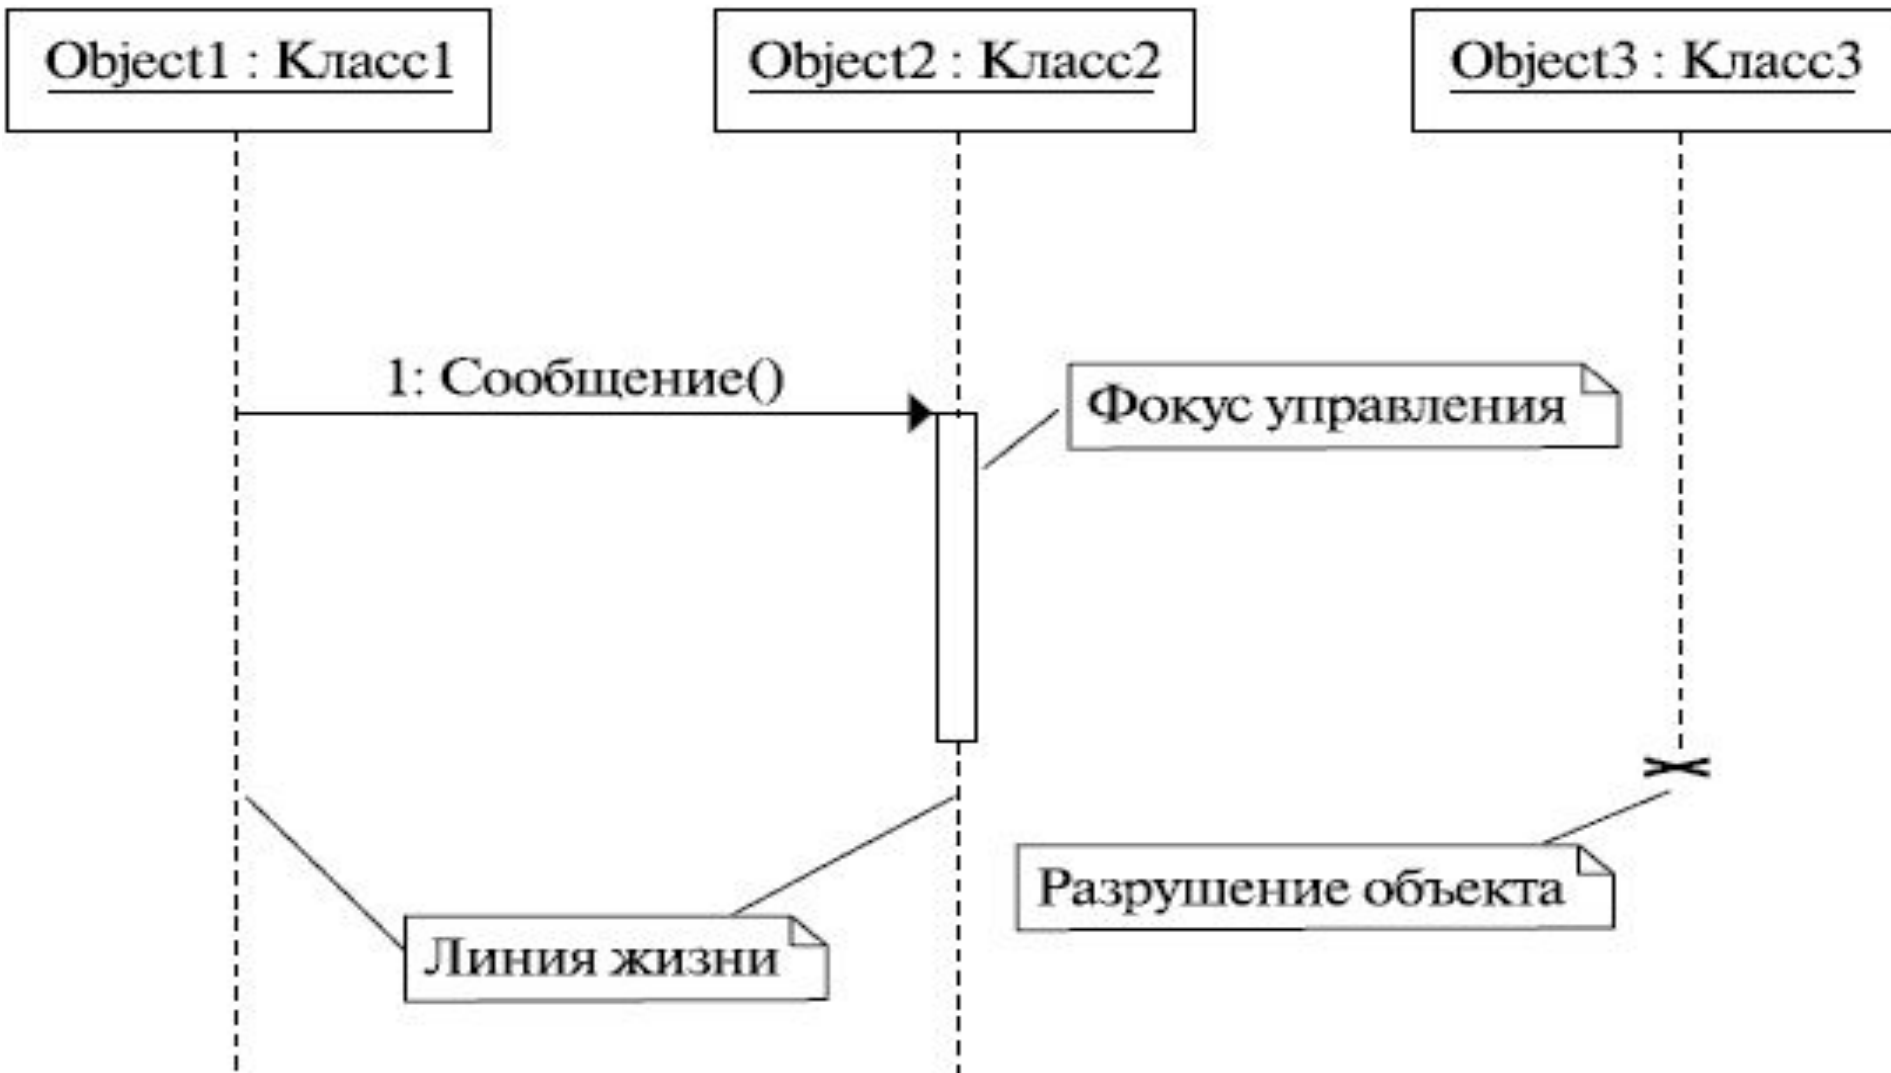 Object1 : Класс1
Object2 : Класс2
Object3 : Класс3
1: Сообщение()
Фокус управления
Разрушение объекта
Линия жизни